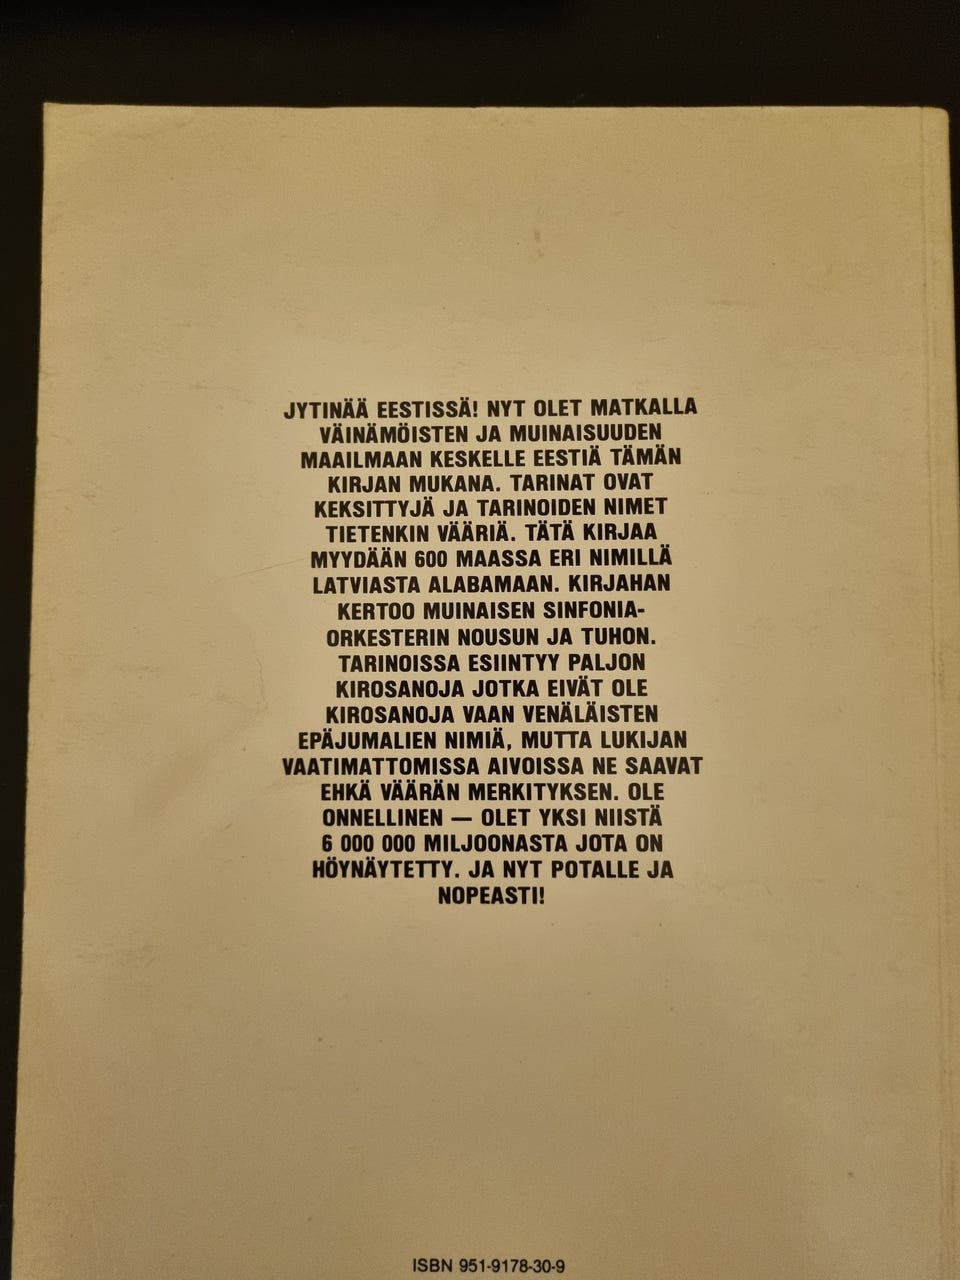 JYTINÄÄ EESTISSÄ! NYT OLET MATKALLA
VÄINÄMÖISTEN JA MUINAISUUDEN
MAAILMAAN KESKELLE EESTIÄ TÄMÄN
KIRJAN MUKANA. TARINAT OVAT
KEKSITTYJÄ JA TARINOIDEN NIMET
TIETENKIN VÄÄRIÄ. TÄTÄ KIRJAA
MYYDÄÄN 600 MAASSA ERI NIMILLÄ
LATVIASTA ALABAMAAN. KIRJAHAN
KERTOO MUINAISEN SINFONIA-
ORKESTERIN NOUSUN JA TUHON.
TARINOISSA ESIINTYY PALJON
KIROSANOJA JOTKA EIVÄT OLE
KIROSANOJA VAAN VENÄLÄISTEN
EPÄJUMALIEN NIMIÄ, MUTTA LUKIJAN
VAATIMATTOMISSA AIVOISSA NE SAAVAT
EHKÄ VÄÄRÄN MERKITYKSEN. OLE
ONNELLINEN — OLET YKSI NIISTÄ
6 000 000 MILJOONASTA JOTA ON
HÖYNÄYTETTY. JA NYT POTALLE JA
NOPEASTI!
ISBN 951-9178-30-9